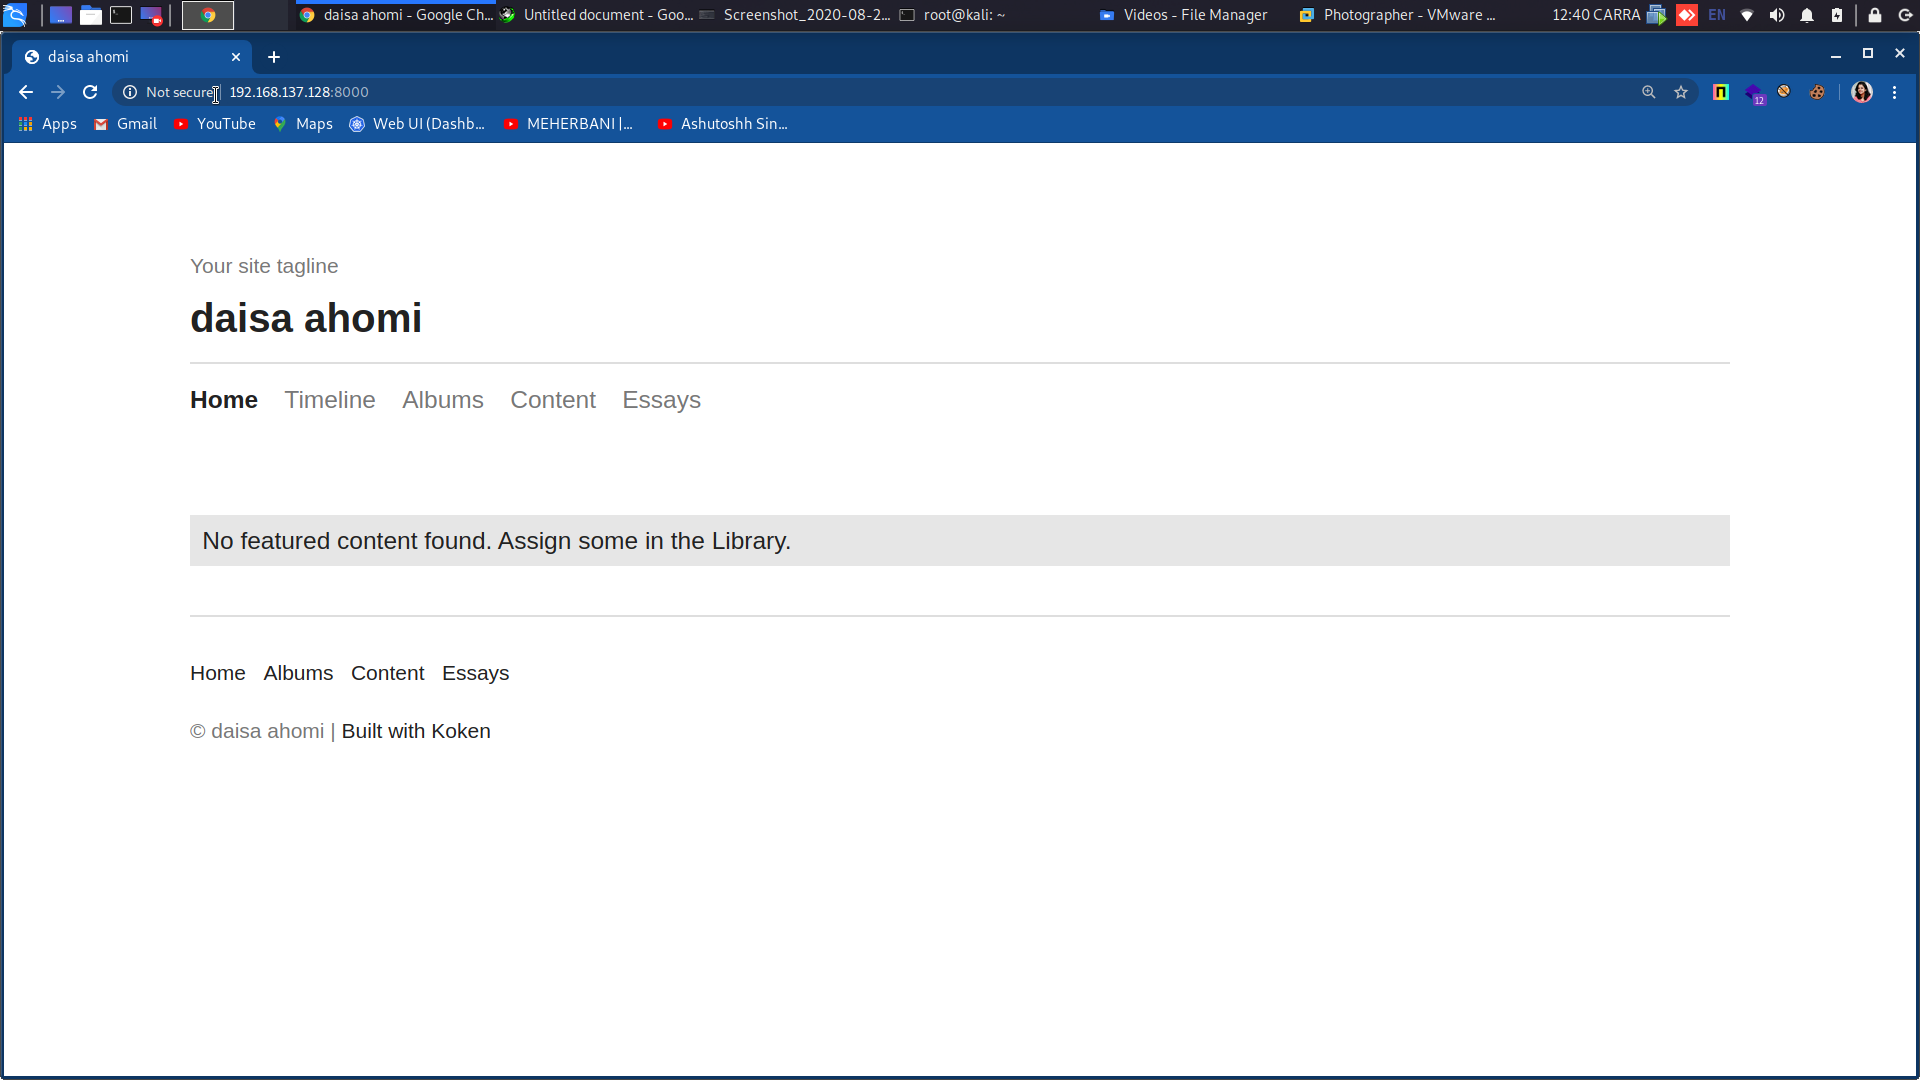 daisa ahomi - Google Ch... Untitled document - Goo... Screenshot_2020-08-2... root@kali: ~ Videos - File Manager Photographer - VMware ... 12:40 CARRA EN
daisa ahomi
Not secure 192.168.137.128:8000
12
Apps Gmail YouTube Maps Web UI (Dashb... MEHERBANI |... Ashutoshh Sin...
Your site tagline
daisa ahomi
Home Timeline Albums Content Essays
No featured content found. Assign some in the Library.
Home Albums Content Essays
© daisa ahomi | Built with Koken